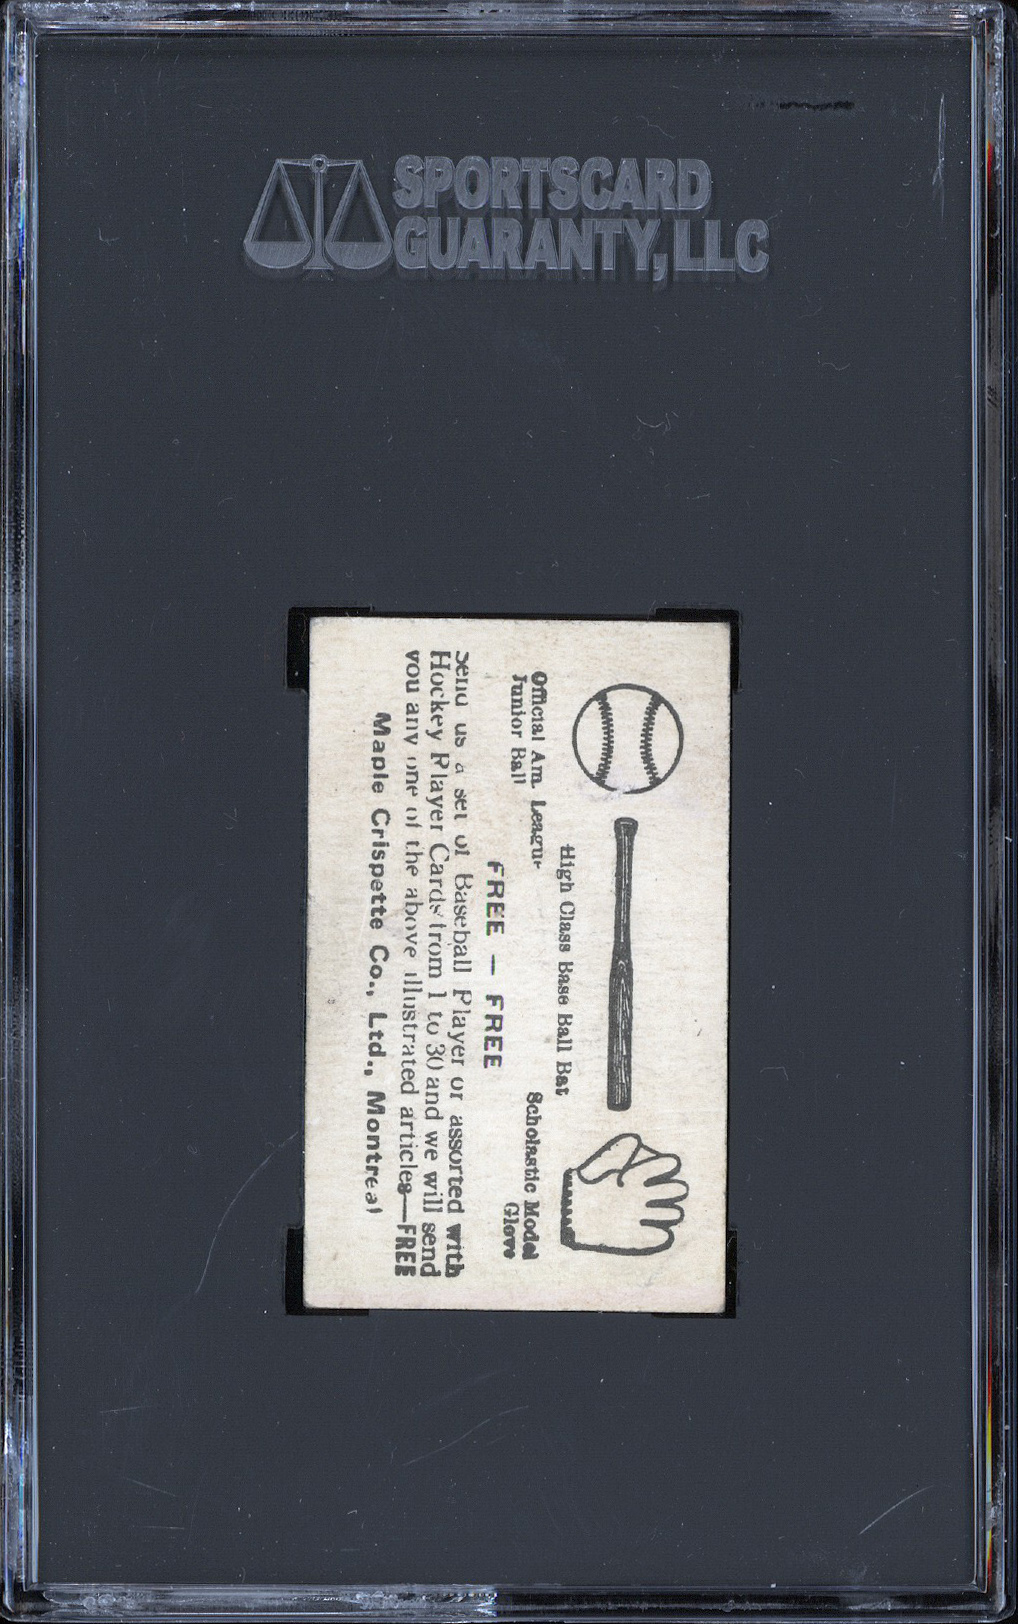 SPORTSCARD
GUARANTY, LLC
Official Am. League
Junior Ball
High Class Base Ball Bat
Scholastic Model
Glove
FREE — FREE
Send us a set of Baseball Player or assorted with
Hockey Player Cards from 1 to 30 and we will send
you any one of the above illustrated articles—FREE
Maple Crispette Co., Ltd., Montreal